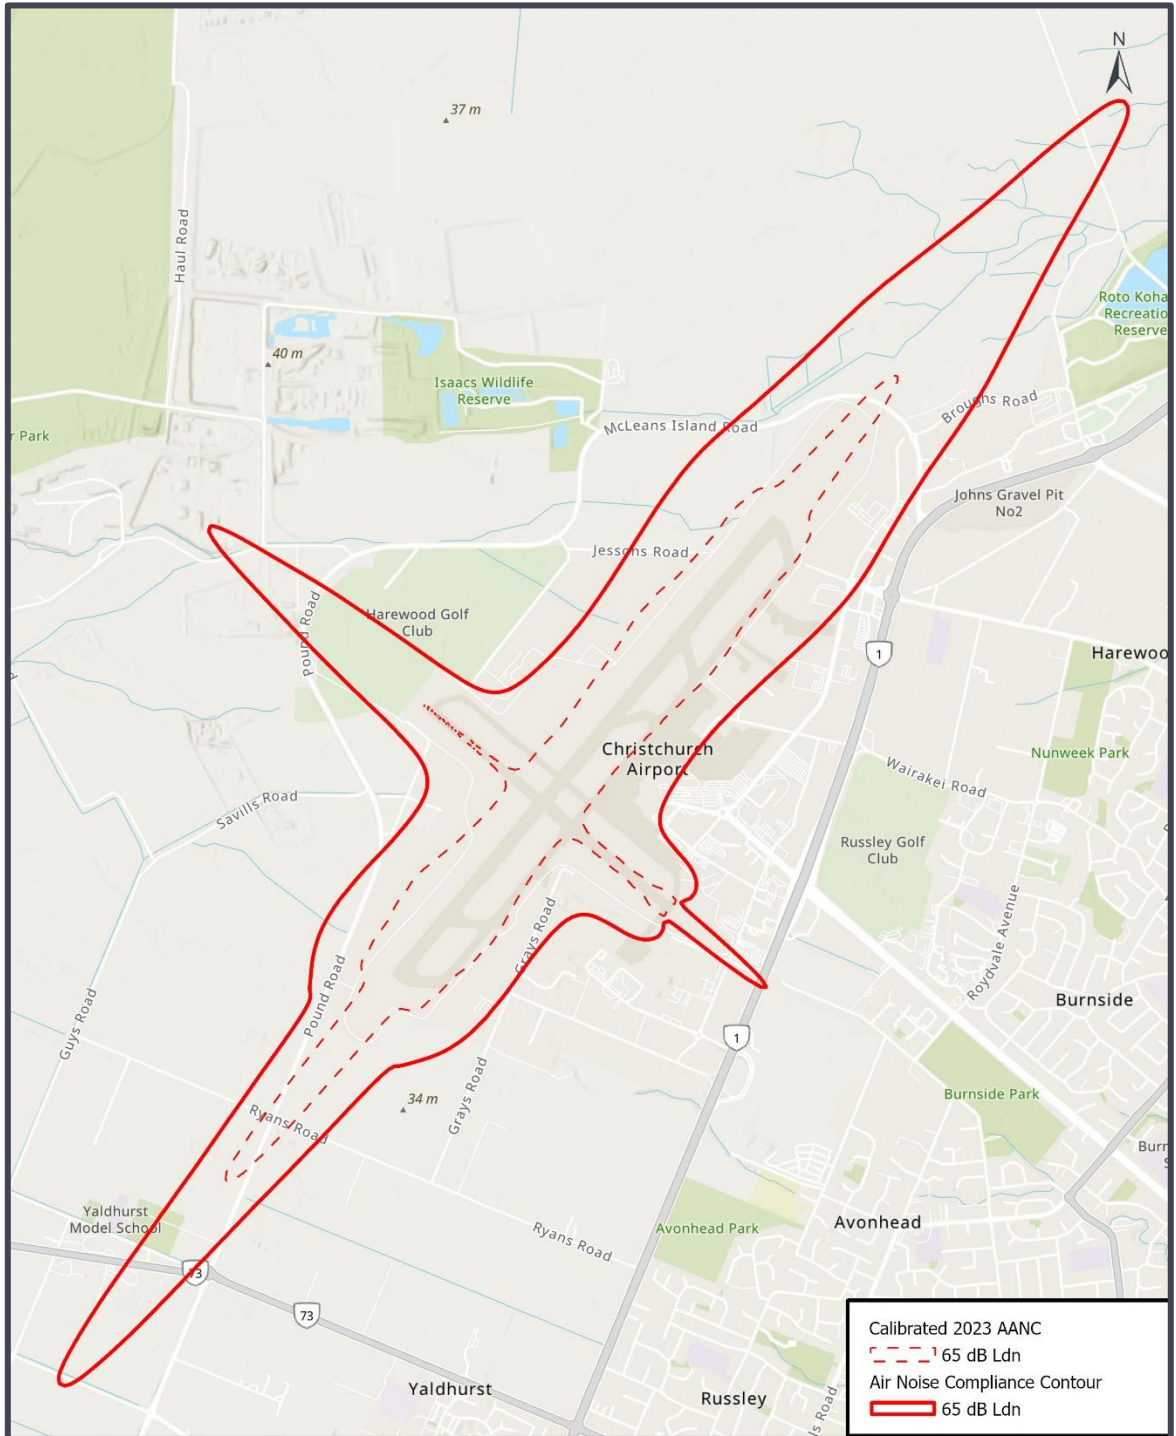 N
37 m
Haul Road
Roto Koha
Recreatio
Reserve
40 m
Isaacs Wildlife
Reserve
Broughs Road
McLeans Island Road
r Park
Johns Gravel Pit
No2
Jessons Road
Harewood Golf
Club
Pound Road
1
Harewoo
Christchurch
Airport
Nunweek Park
Wairakei Road
Savills Road
Russley Golf
Club
Roydvale Avenue
Grays Road
Pound Road
Guys Road
Burnside
1
Grays Road
34 m
Burnside Park
Ryans Road
Burn
Yaldhurst
Model School
Avonhead Park
Avonhead
Ryans Road
73
73
Yaldhurst
Russley
ls Road
Calibrated 2023 AANC
65 dB Ldn
Air Noise Compliance Contour
65 dB Ldn